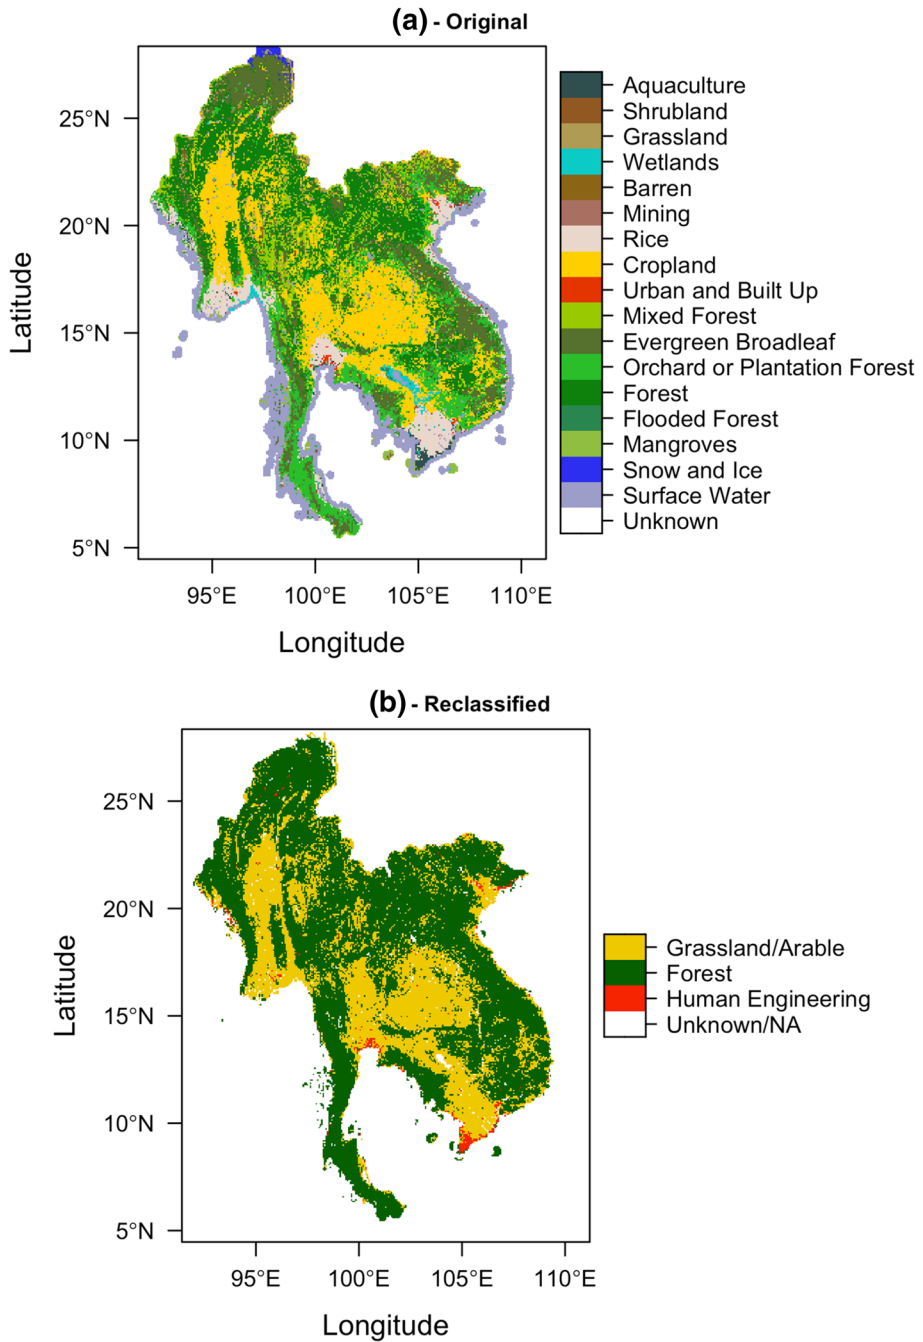 (a) - Original
25°N
20°N
15°N
10°N
5°N
Latitude
95°E 100°E 105°E 110°E
Longitude
Aquaculture
Shrubland
Grassland
Wetlands
Barren
Mining
Rice
Cropland
Urban and Built Up
Mixed Forest
Evergreen Broadleaf
Orchard or Plantation Forest
Forest
Flooded Forest
Mangroves
Snow and Ice
Surface Water
Unknown
(b) - Reclassified
25°N
20°N
15°N
10°N
5°N
Latitude
95°E 100°E 105°E 110°E
Longitude
Grassland/Arable
Forest
Human Engineering
Unknown/NA